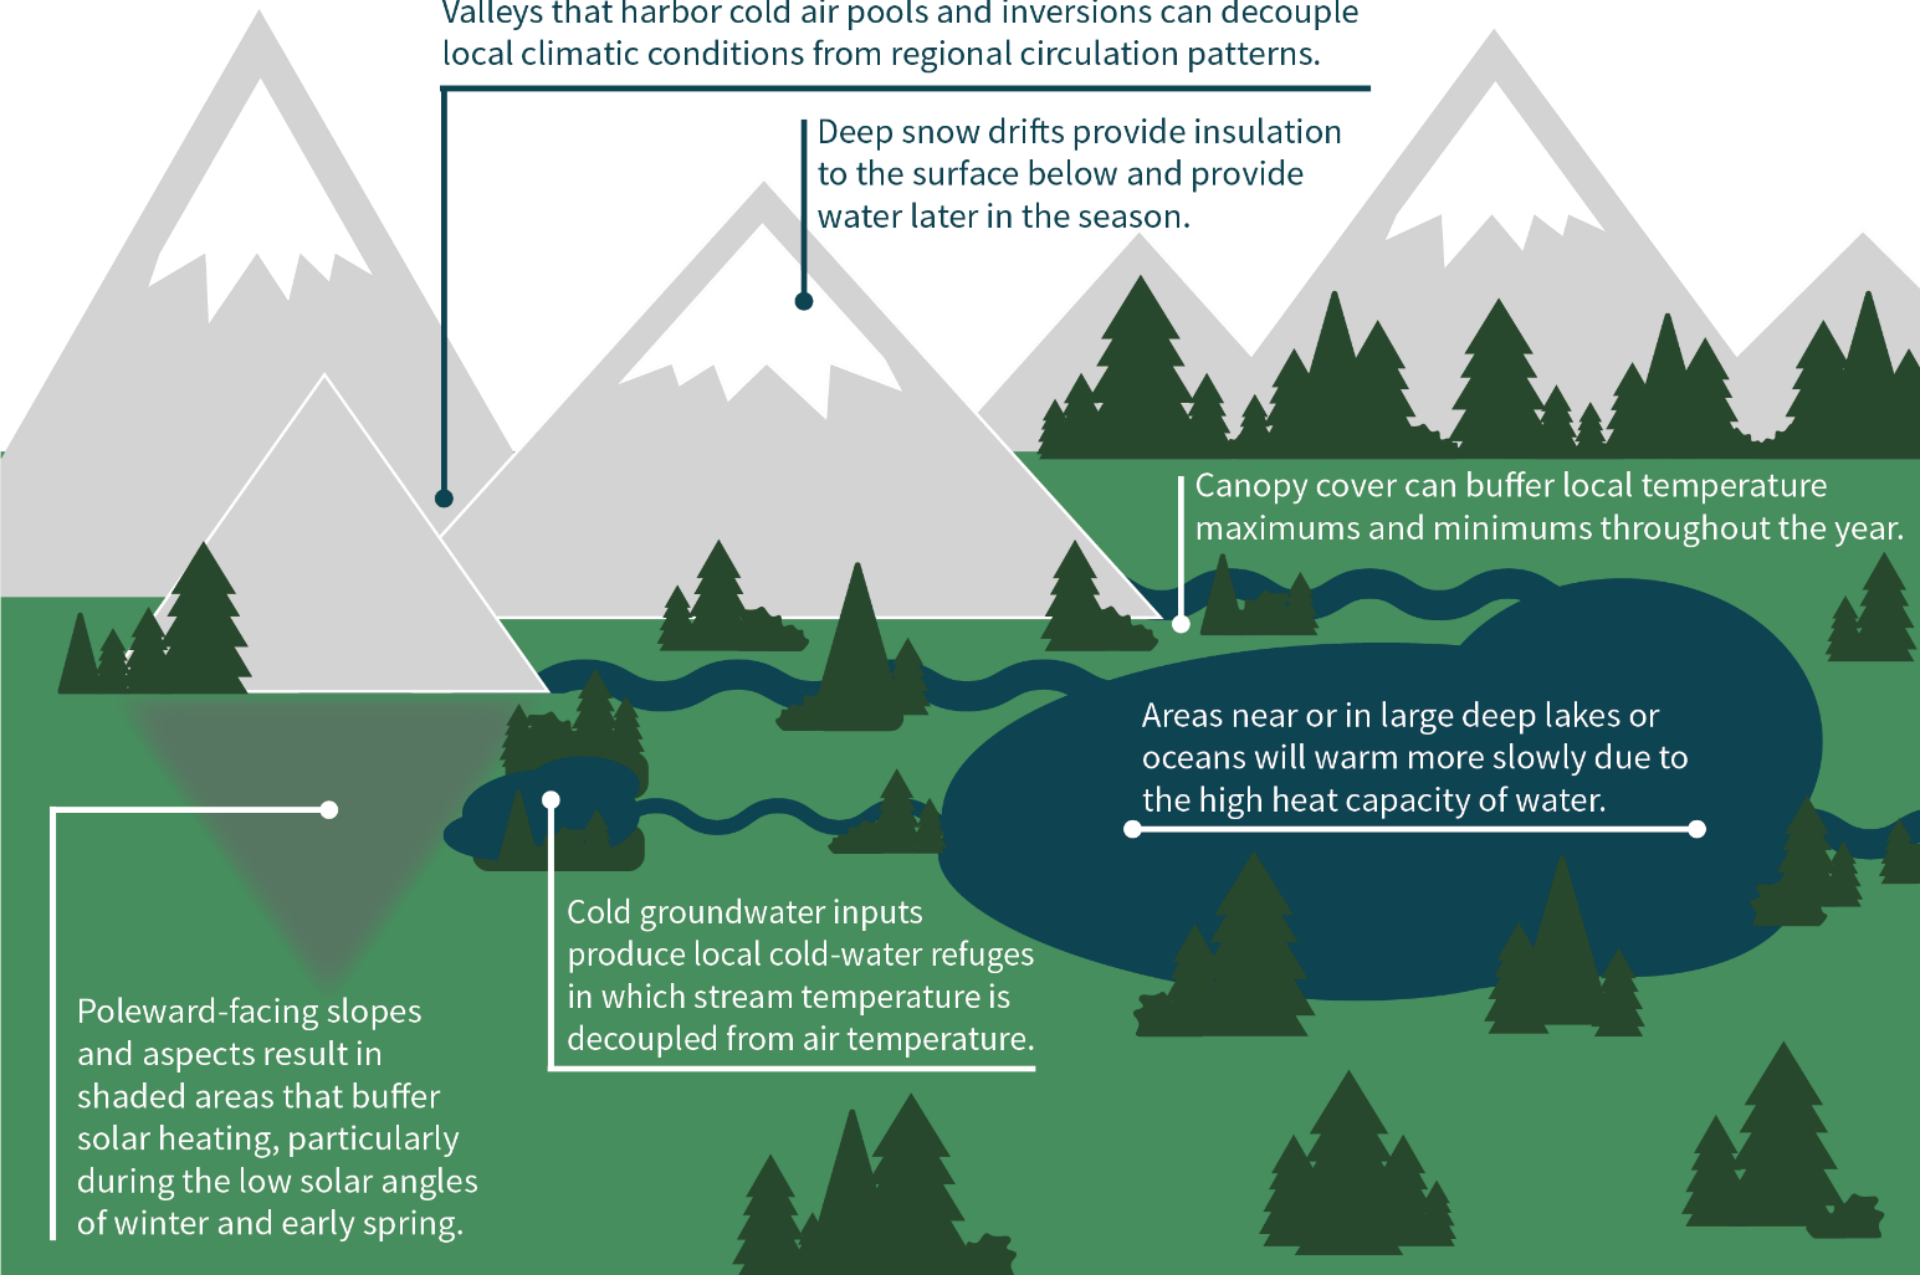 Valleys that harbor cold air pools and inversions can decouple
local climatic conditions from regional circulation patterns.
Deep snow drifts provide insulation
to the surface below and provide
water later in the season.
Canopy cover can buffer local temperature
maximums and minimums throughout the year.
Areas near or in large deep lakes or
oceans will warm more slowly due to
the high heat capacity of water.
Cold groundwater inputs
produce local cold-water refuges
in which stream temperature is
decoupled from air temperature.
Poleward-facing slopes
and aspects result in
shaded areas that buffer
solar heating, particularly
during the low solar angles
of winter and early spring.